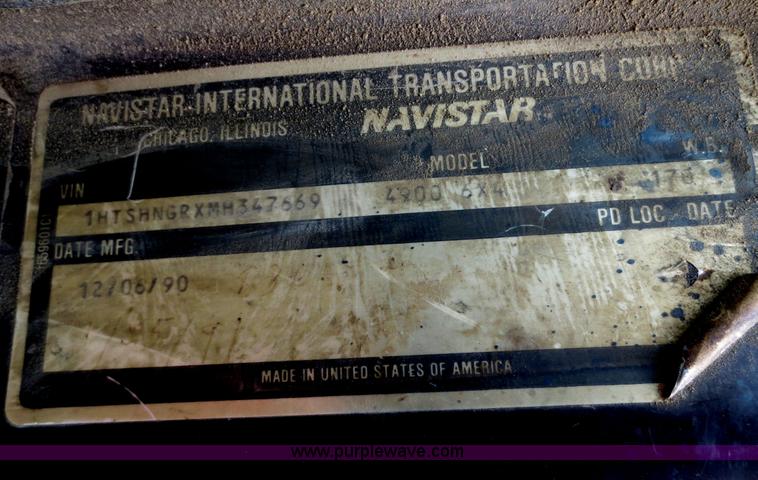 NAVISTAR INTERNATIONAL TRANSPORTATION CORP
CHICAGO, ILLINOIS NAVISTAR
VIN MODEL W.B.
1HTSHNGRXMH347669 4900 6X4
DATE MFG. PD LOC DATE
12/06/90
MADE IN UNITED STATES OF AMERICA
www.purplewave.com